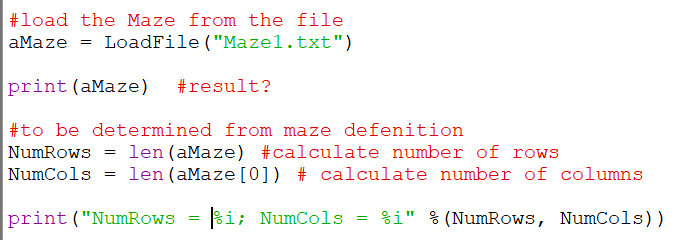 #load the Maze from the file
aMaze = LoadFile("Maze1.txt")
print(aMaze)  #result?
#to be determined from maze defenition
NumRows = len(aMaze) #calculate number of rows
NumCols = len(aMaze[0]) # calculate number of columns
print("NumRows = %i; NumCols = %i" %(NumRows, NumCols))